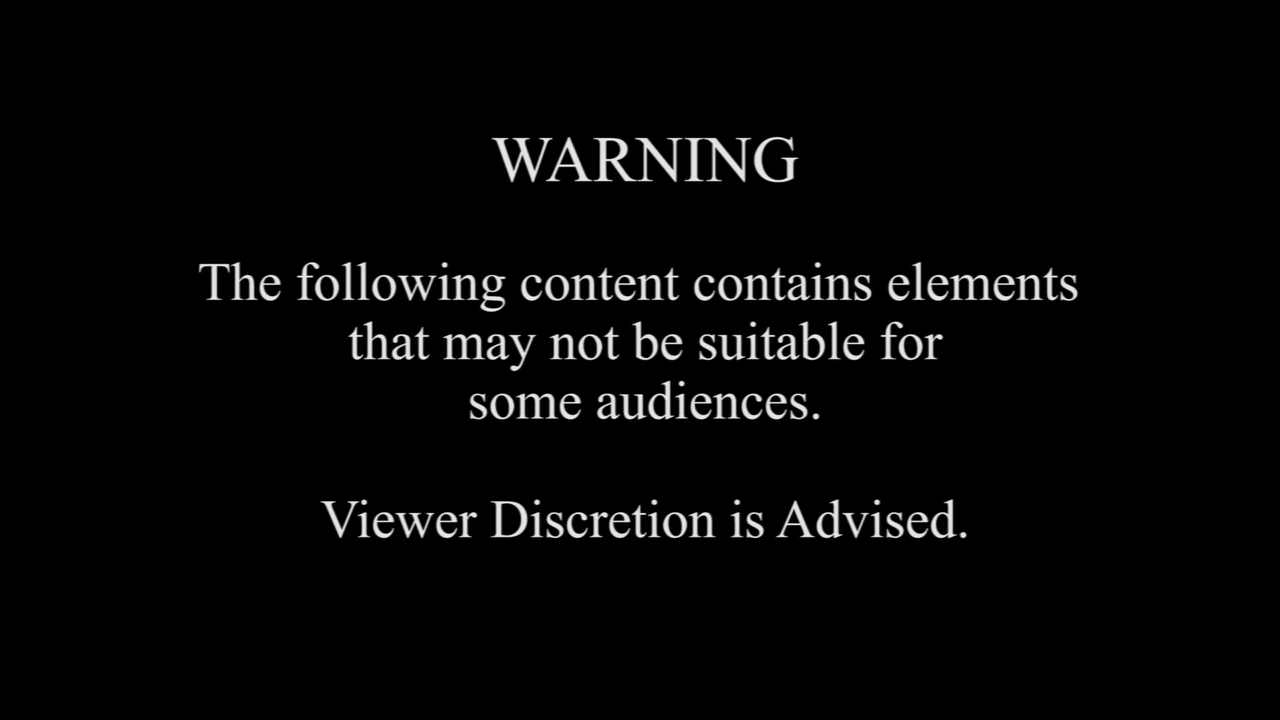 WARNING
The following content contains elements
that may not be suitable for
some audiences.
Viewer Discretion is Advised.